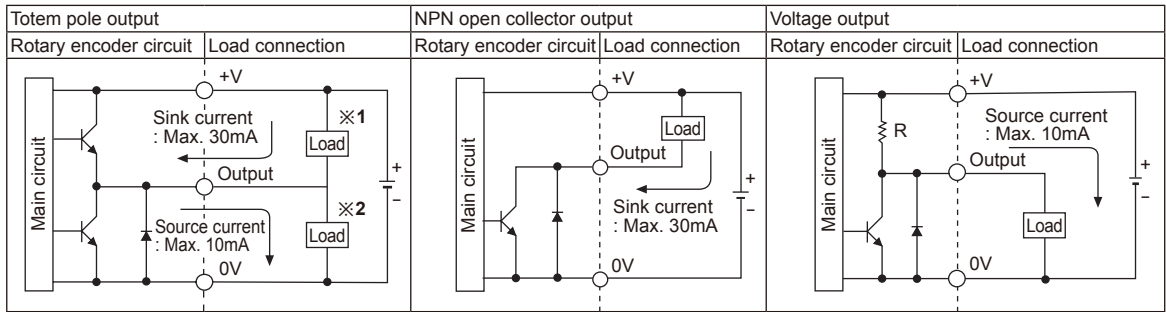 Totem pole output
Rotary encoder circuit Load connection
Main circuit
+V
Sink current
: Max. 30mA
※1
Load
Output
+
−
※2
Source current
: Max. 10mA
Load
0V
NPN open collector output
Rotary encoder circuit Load connection
Main circuit
+V
Load
Output
+
−
Sink current
: Max. 30mA
0V
Voltage output
Rotary encoder circuit Load connection
Main circuit
+V
Source current
: Max. 10mA
R
Output
+
−
Load
0V